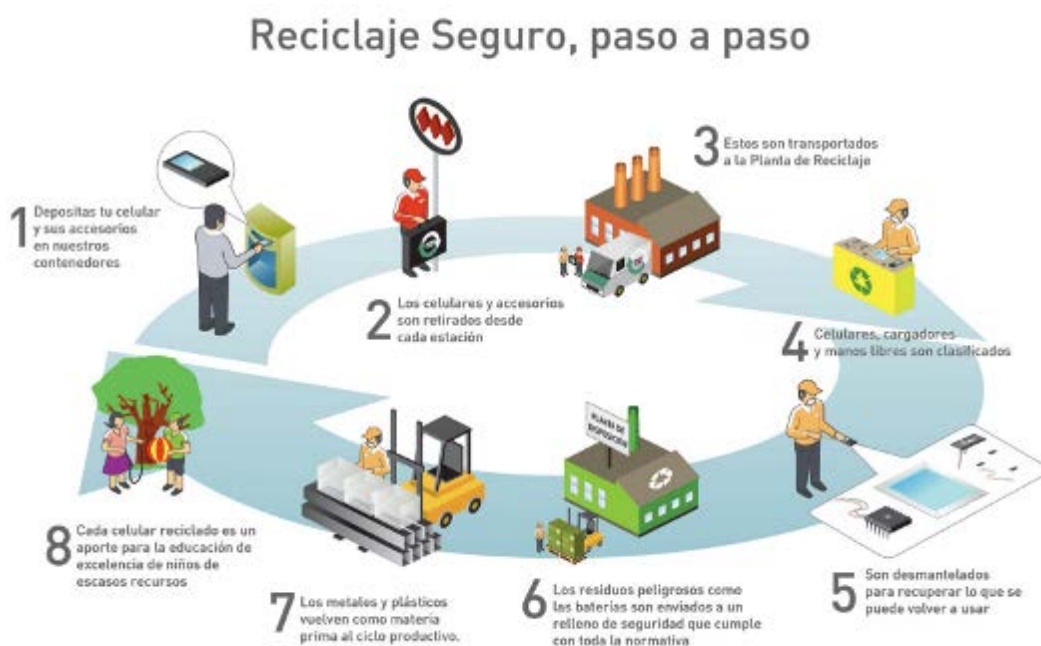 Reciclaje Seguro, paso a paso
1
Depositas tu celular
y sus accesorios
en nuestros
contenedores
2
Los celulares y accesorios
son retirados desde
cada estación
3
Estos son transportados
a la Planta de Reciclaje
4
Celulares, cargadores
y manos libres son clasificados
5
Son desmantelados
para recuperar lo que se
puede volver a usar
PLANTA DE
DISPOSICIÓN
6
Los residuos peligrosos como
las baterías son enviados a un
relleno de seguridad que cumple
con toda la normativa
7
Los metales y plásticos
vuelven como materia
prima al ciclo productivo.
8
Cada celular reciclado es un
aporte para la educación de
excelencia de niños de
escasos recursos